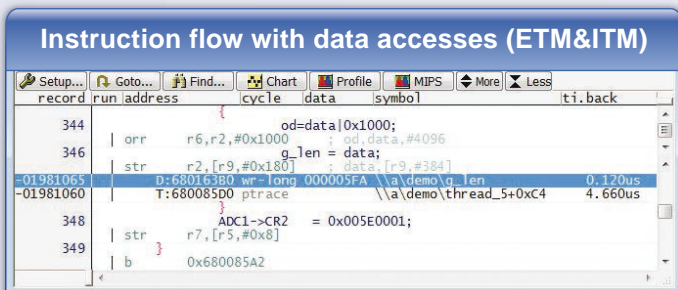 Instruction flow with data accesses (ETM&ITM)
Setup... Goto... Find... Chart Profile MIPS More Less
record run address cycle data symbol ti.back
{
344 od=data|0x1000;
orr r6,r2,#0x1000 ; od,data,#4096
346 g_len = data;
str r2,[r9,#0x180] ; data,[r9,#384]
-01981065 D:680163B0 wr-long 000005FA \\a\demo\g_len 0.120us
-01981060 T:680085D0 ptrace \\a\demo\thread_5+0xC4 4.660us
}
348 ADC1->CR2 = 0x005E0001;
str r7,[r5,#0x8]
349 }
b 0x680085A2